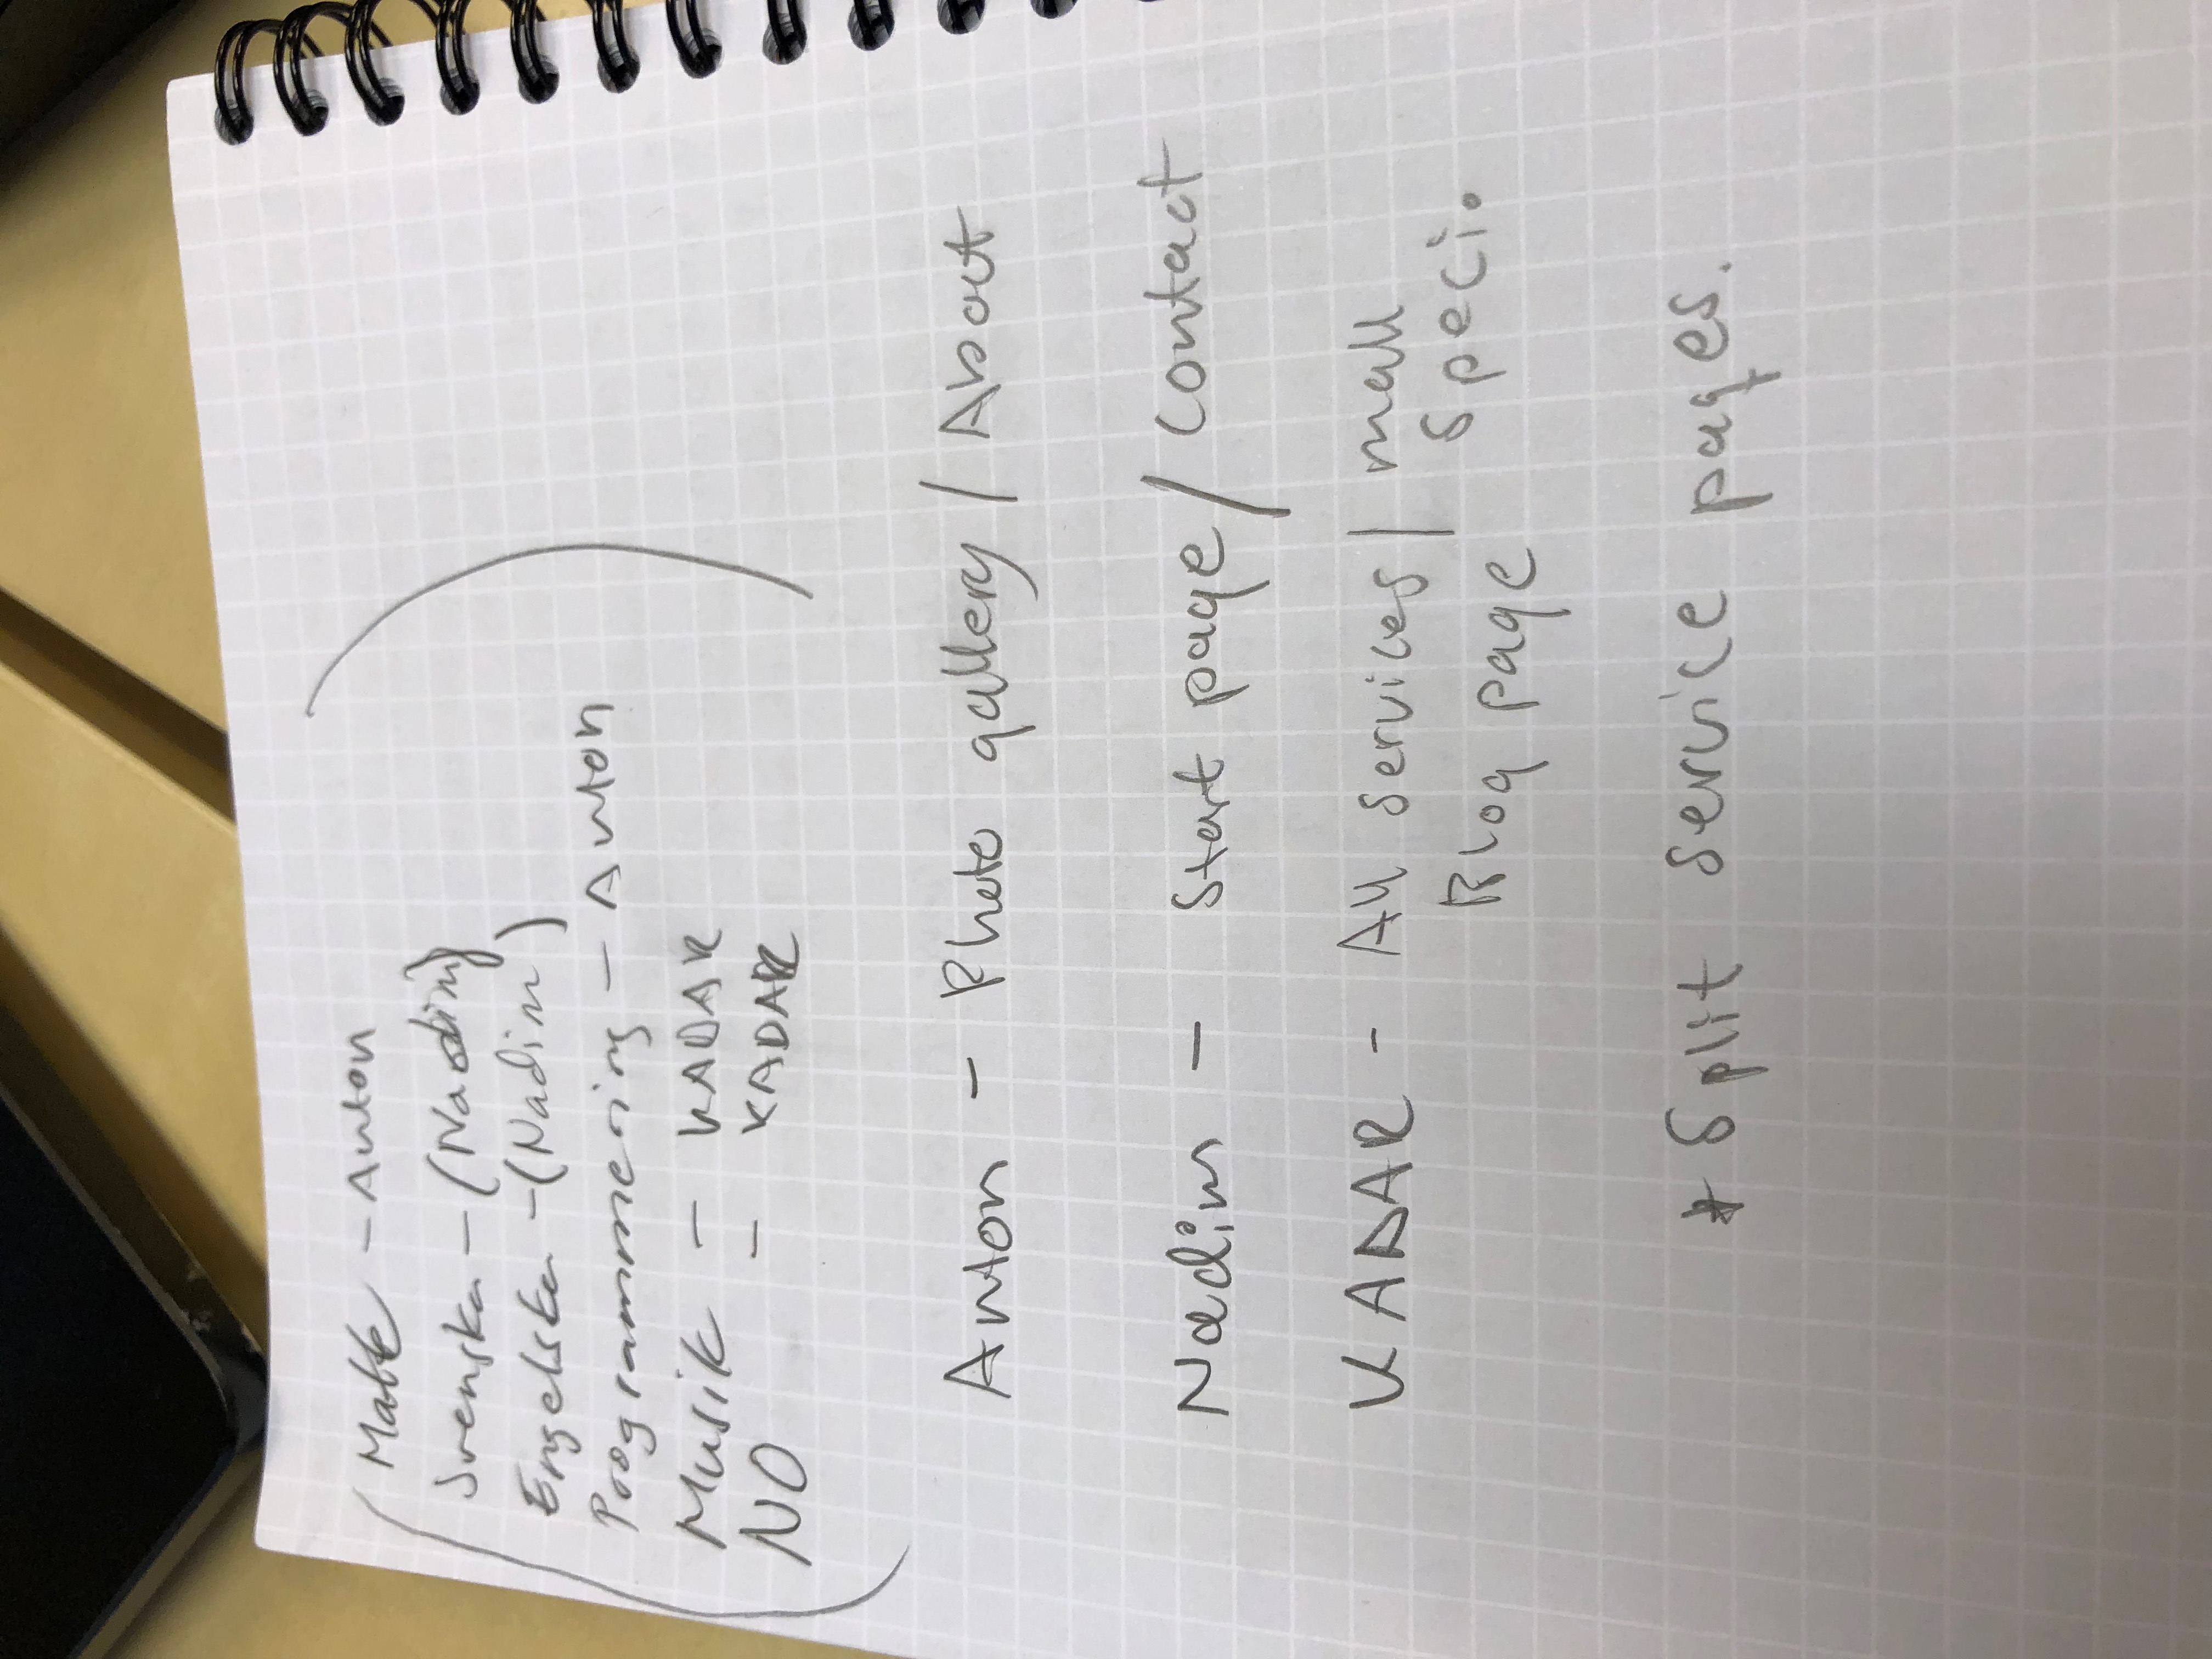 Matte - Anton
Svenska - (Nadim)
Engelska - (Nadim)
Programmering - Anton
Musik - KADAR
NO - KADAR
Anton - Photo gallery / About
Nadim - Start page / Contact
KADAR - All services / mall
Blog page speci.
* Split service pages.